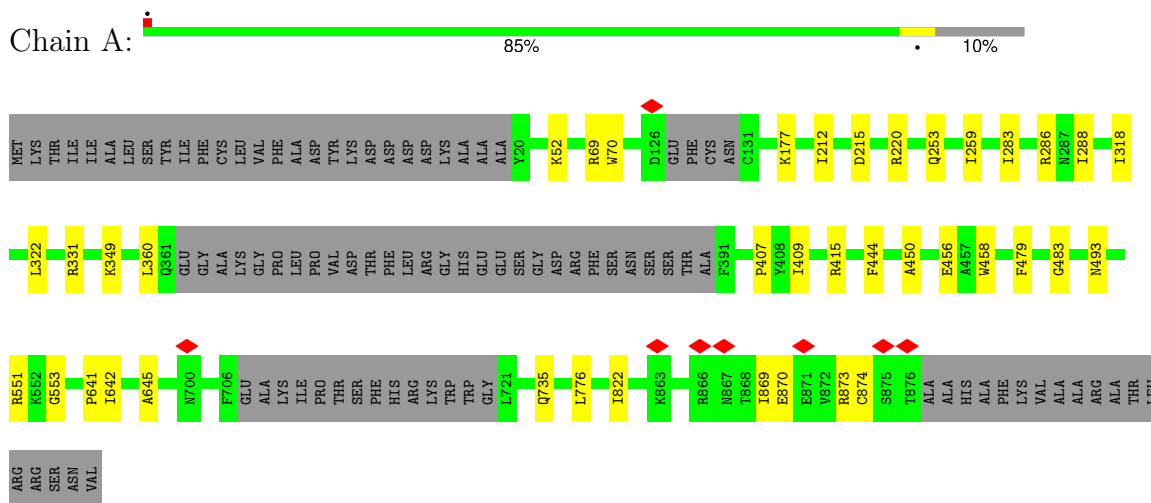 Chain A:
85%
10%
MET LYS THR ILE ILE ALA LEU SER TYR ILE PHE CYS LEU VAL PHE ALA ASP TYR LYS ASP ASP ASP ASP LYS ALA ALA ALA Y20 K52 R69 W70 D126 GLU PHE CYS ASN C131 K177 I212 D215 R220 Q253 I259 I283 R286 N287 I288 I318
L322 R331 K349 L360 Q361 GLU GLY ALA LYS GLY PRO LEU PRO VAL ASP THR PHE LEU ARG GLY HIS GLU GLU SER GLY ASP ARG PHE SER ASN SER SER THR ALA F391 P407 Y408 I409 R415 F444 A450 E456 A457 W458 F479 G483 N493
R551 K552 G553 P641 I642 A645 N700 F706 GLU ALA LYS ILE PRO THR SER PHE HIS ARG LYS TRP TRP GLY L721 Q735 L776 I822 K863 R866 N867 T868 I869 E870 E871 V872 R873 C874 S875 T876 ALA ALA HIS ALA PHE LYS VAL ALA ALA ARG ALA THR LEU
ARG ARG SER ASN VAL